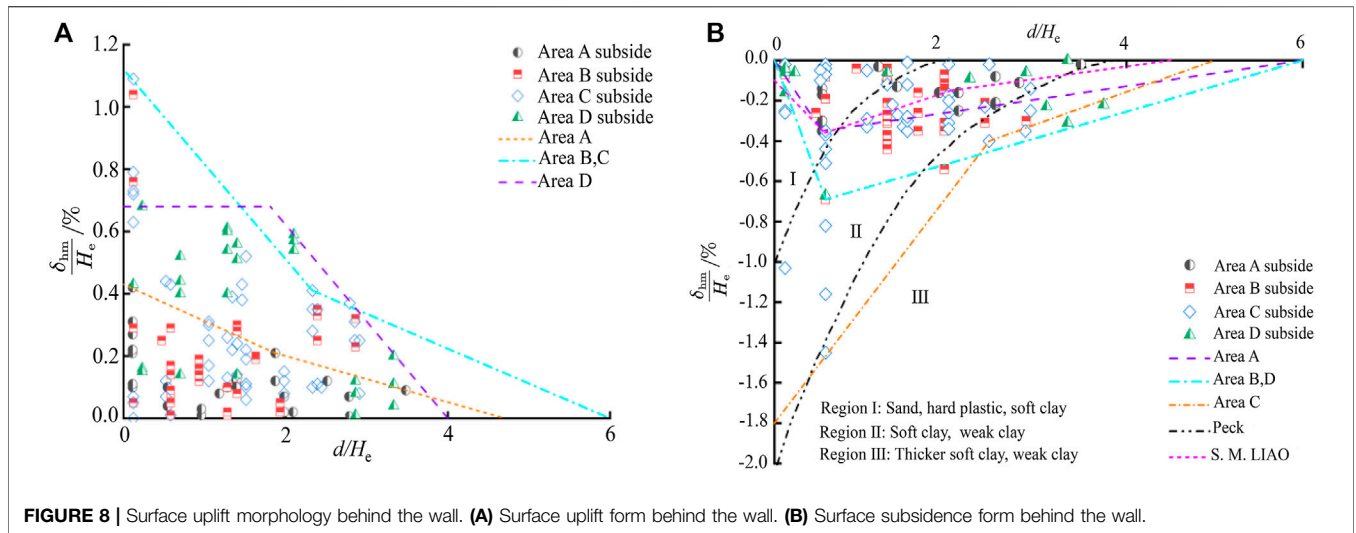 A
1.2
1.0
0.8
0.6
0.4
0.2
0.0
δhm/He /%
0 2 4 6
d/He
Area A subside
Area B subside
Area C subside
Area D subside
Area A
Area B,C
Area D
B
d/He
0 2 4 6
0.0
-0.2
-0.4
-0.6
-0.8
-1.0
-1.2
-1.4
-1.6
-1.8
-2.0
δhm/He /%
I
II
III
Region I: Sand, hard plastic, soft clay
Region II: Soft clay, weak clay
Region III: Thicker soft clay, weak clay
Area A subside
Area B subside
Area C subside
Area D subside
Area A
Area B,D
Area C
Peck
S. M. LIAO
FIGURE 8 | Surface uplift morphology behind the wall. (A) Surface uplift form behind the wall. (B) Surface subsidence form behind the wall.